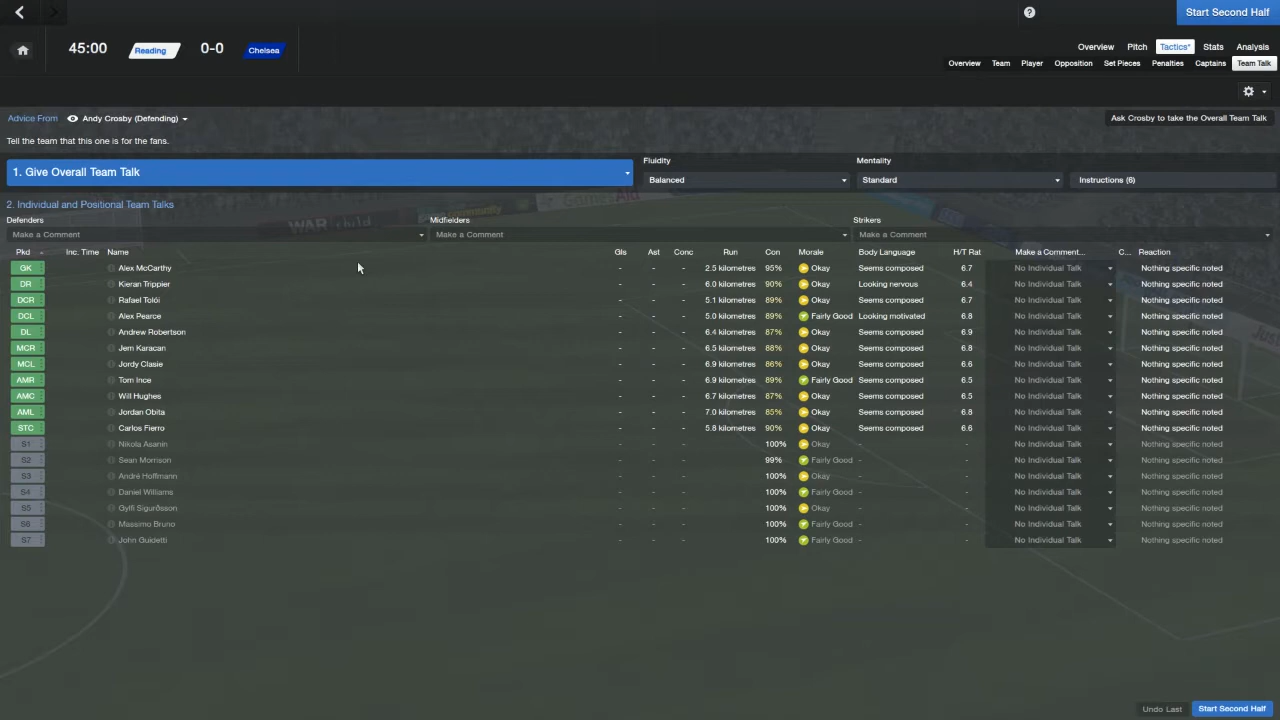 Start Second Half
45:00 Reading 0-0 Chelsea
Overview Pitch Tactics* Stats Analysis
Overview Team Player Opposition Set Pieces Penalties Captains Team Talk
Advice From Andy Crosby (Defending) Ask Crosby to take the Overall Team Talk
Tell the team that this one is for the fans.
Fluidity Mentality
1. Give Overall Team Talk Balanced Standard Instructions (6)
2. Individual and Positional Team Talks
Defenders Midfielders Strikers
Make a Comment Make a Comment Make a Comment
Pkd Inc. Time Name Gls Ast Conc Run Con Morale Body Language H/T Rat Make a Comment... C... Reaction
GK Alex McCarthy - - - 2.5 kilometres 95% Okay Seems composed 6.7 No Individual Talk Nothing specific noted
DR Kieran Trippier - - - 6.0 kilometres 90% Okay Looking nervous 6.4 No Individual Talk Nothing specific noted
DCR Rafael Tolói - - - 5.1 kilometres 89% Okay Seems composed 6.7 No Individual Talk Nothing specific noted
DCL Alex Pearce - - - 5.0 kilometres 89% Fairly Good Looking motivated 6.8 No Individual Talk Nothing specific noted
DL Andrew Robertson - - - 6.4 kilometres 87% Okay Seems composed 6.9 No Individual Talk Nothing specific noted
MCR Jem Karacan - - - 6.5 kilometres 88% Okay Seems composed 6.8 No Individual Talk Nothing specific noted
MCL Jordy Clasie - - - 6.9 kilometres 86% Okay Seems composed 6.6 No Individual Talk Nothing specific noted
AMR Tom Ince - - - 6.9 kilometres 89% Fairly Good Seems composed 6.5 No Individual Talk Nothing specific noted
AMC Will Hughes - - - 6.7 kilometres 87% Okay Seems composed 6.5 No Individual Talk Nothing specific noted
AML Jordan Obita - - - 7.0 kilometres 85% Okay Seems composed 6.8 No Individual Talk Nothing specific noted
STC Carlos Fierro - - - 5.8 kilometres 90% Okay Seems composed 6.6 No Individual Talk Nothing specific noted
S1 Nikola Asanin 100% Okay - - No Individual Talk Nothing specific noted
S2 Sean Morrison 99% Fairly Good - - No Individual Talk Nothing specific noted
S3 André Hoffmann 100% Okay - - No Individual Talk Nothing specific noted
S4 Daniel Williams 100% Fairly Good - - No Individual Talk Nothing specific noted
S5 Gylfi Sigurðsson 100% Okay - - No Individual Talk Nothing specific noted
S6 Massimo Bruno 100% Fairly Good - - No Individual Talk Nothing specific noted
S7 John Guidetti 100% Fairly Good - - No Individual Talk Nothing specific noted
Undo Last Start Second Half